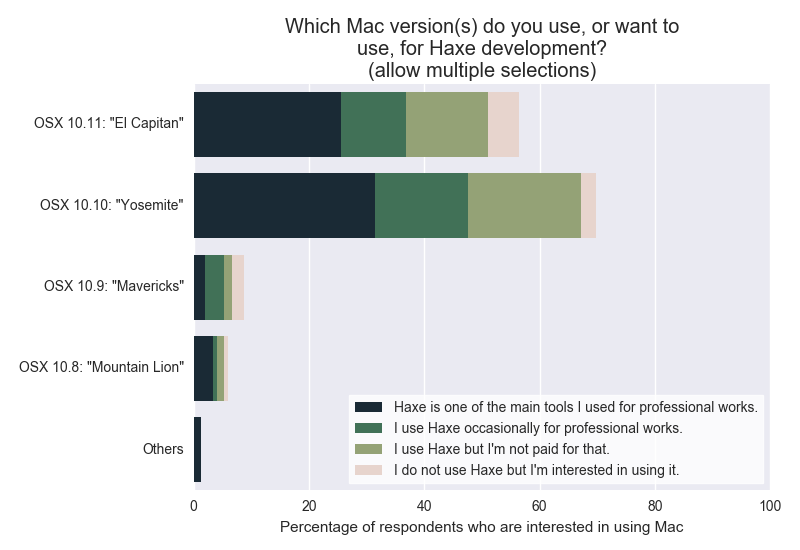 Which Mac version(s) do you use, or want to
use, for Haxe development?
(allow multiple selections)
OSX 10.11: "El Capitan"
OSX 10.10: "Yosemite"
OSX 10.9: "Mavericks"
OSX 10.8: "Mountain Lion"
Others
Haxe is one of the main tools I used for professional works.
I use Haxe occasionally for professional works.
I use Haxe but I'm not paid for that.
I do not use Haxe but I'm interested in using it.
0 20 40 60 80 100
Percentage of respondents who are interested in using Mac